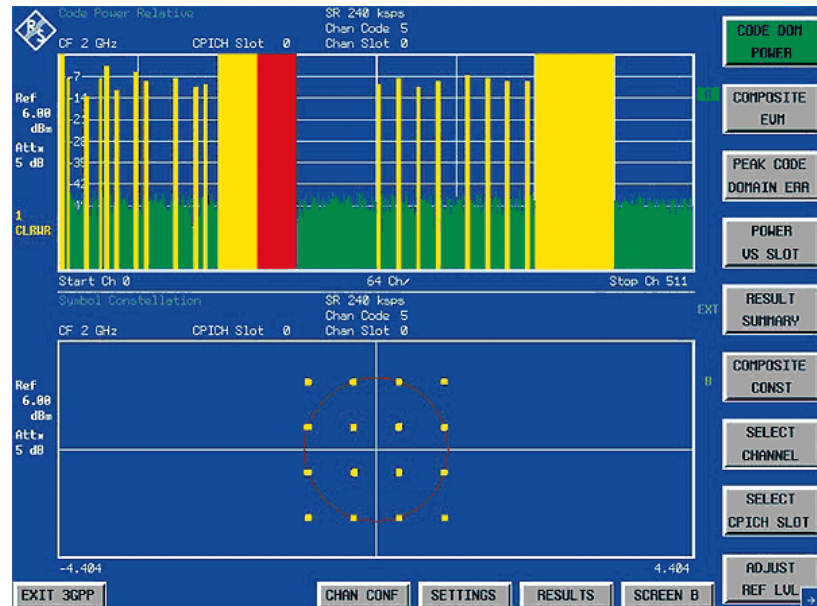 R&S
Code Power Relative
SR 240 ksps
Chan Code 5
CF 2 GHz CPICH Slot 0 Chan Slot 0
Ref
6.00
dBm
Att*
5 dB
1
CLRWR
-7
-14
-21
-28
-35
-42
Start Ch 0 64 Ch/ Stop Ch 511
Symbol Constellation
SR 240 ksps
Chan Code 5
CF 2 GHz CPICH Slot 0 Chan Slot 0
Ref
6.00
dBm
Att*
5 dB
-4.404 4.404
EXT
B
CODE DOM
POWER
COMPOSITE
EVM
PEAK CODE
DOMAIN ERR
POWER
VS SLOT
RESULT
SUMMARY
COMPOSITE
CONST
SELECT
CHANNEL
SELECT
CPICH SLOT
ADJUST
REF LVL
EXIT 3GPP
CHAN CONF
SETTINGS
RESULTS
SCREEN B